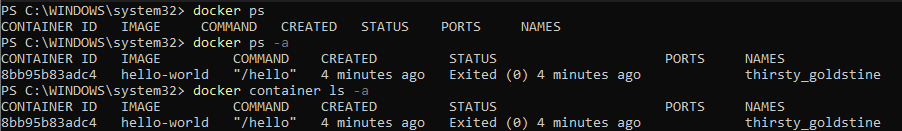 PS C:\WINDOWS\system32> docker ps
CONTAINER ID   IMAGE     COMMAND   CREATED   STATUS    PORTS     NAMES
PS C:\WINDOWS\system32> docker ps -a
CONTAINER ID   IMAGE         COMMAND    CREATED         STATUS                     PORTS     NAMES
8bb95b83adc4   hello-world   "/hello"   4 minutes ago   Exited (0) 4 minutes ago             thirsty_goldstine
PS C:\WINDOWS\system32> docker container ls -a
CONTAINER ID   IMAGE         COMMAND    CREATED         STATUS                     PORTS     NAMES
8bb95b83adc4   hello-world   "/hello"   4 minutes ago   Exited (0) 4 minutes ago             thirsty_goldstine